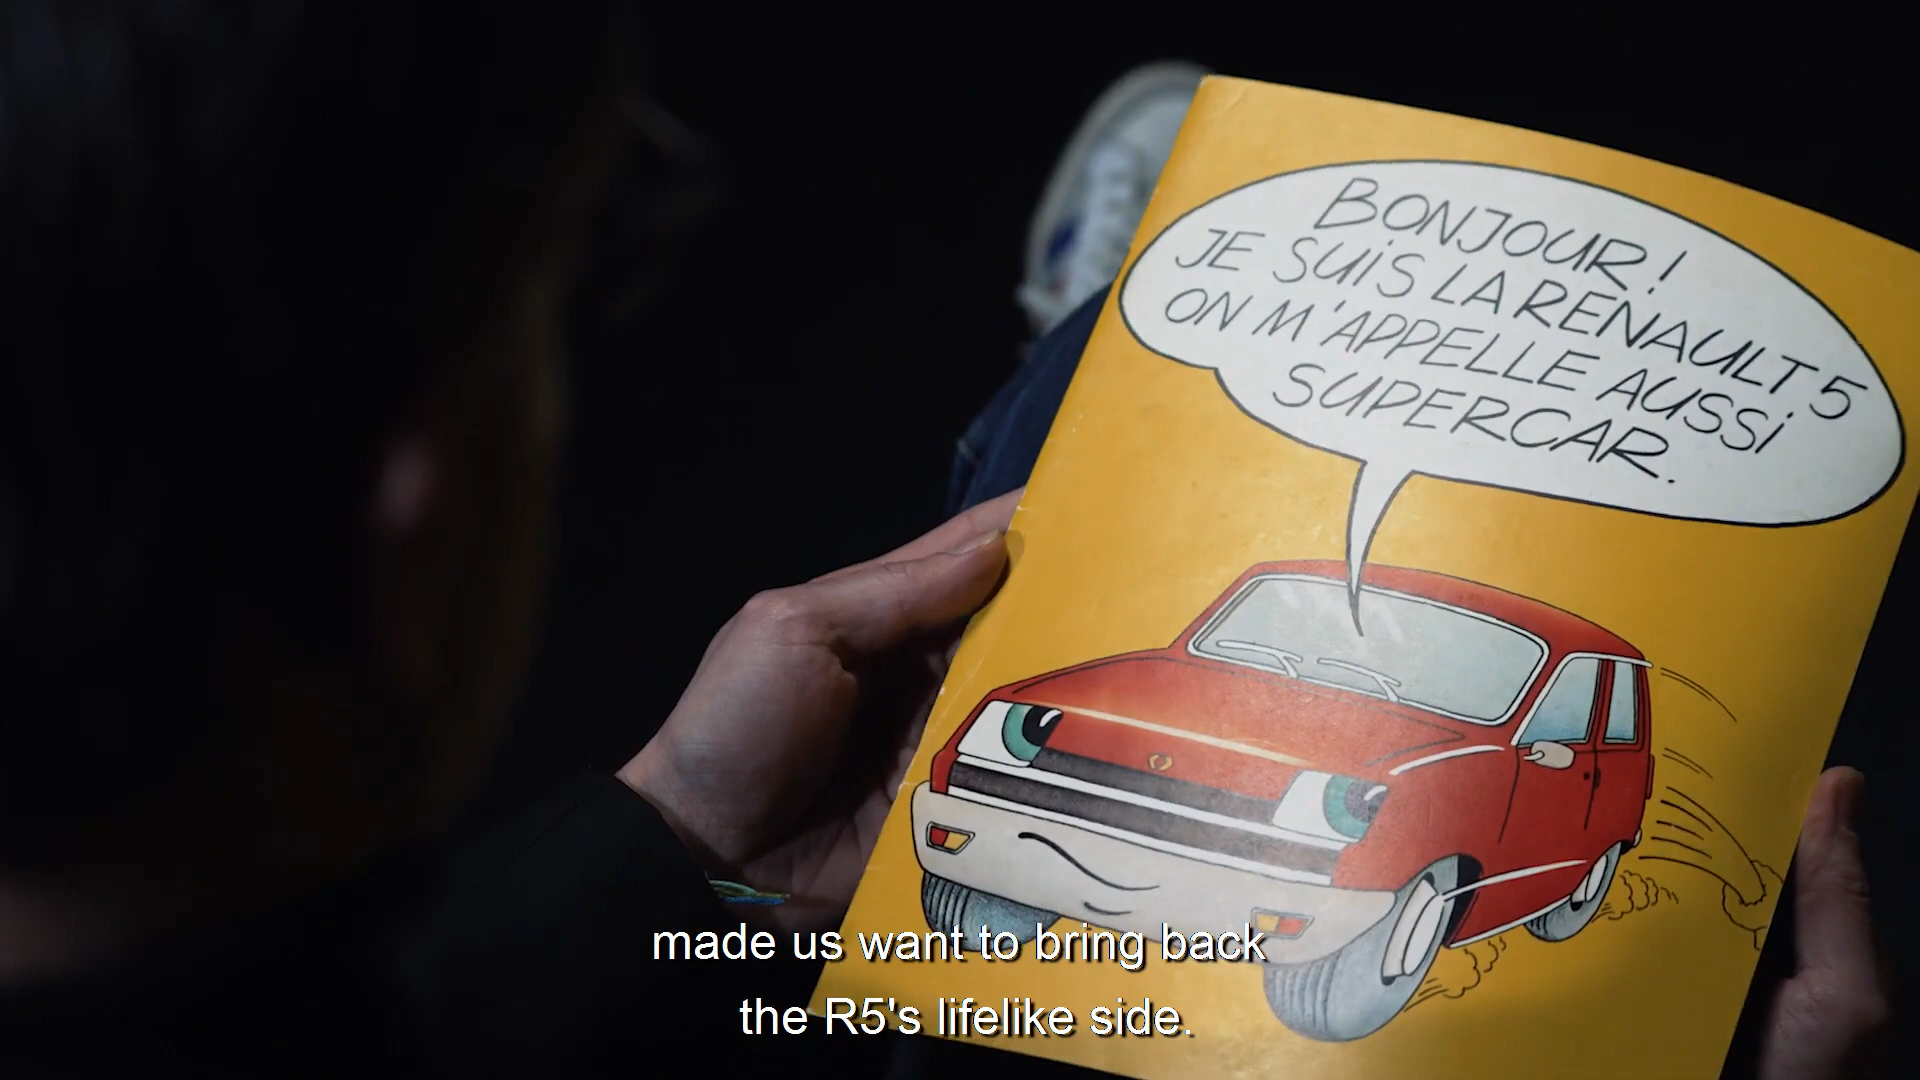 BONJOUR!
JE SUIS LA RENAULT 5
ON M'APPELLE AUSSI
SUPERCAR.
made us want to bring back
the R5's lifelike side.